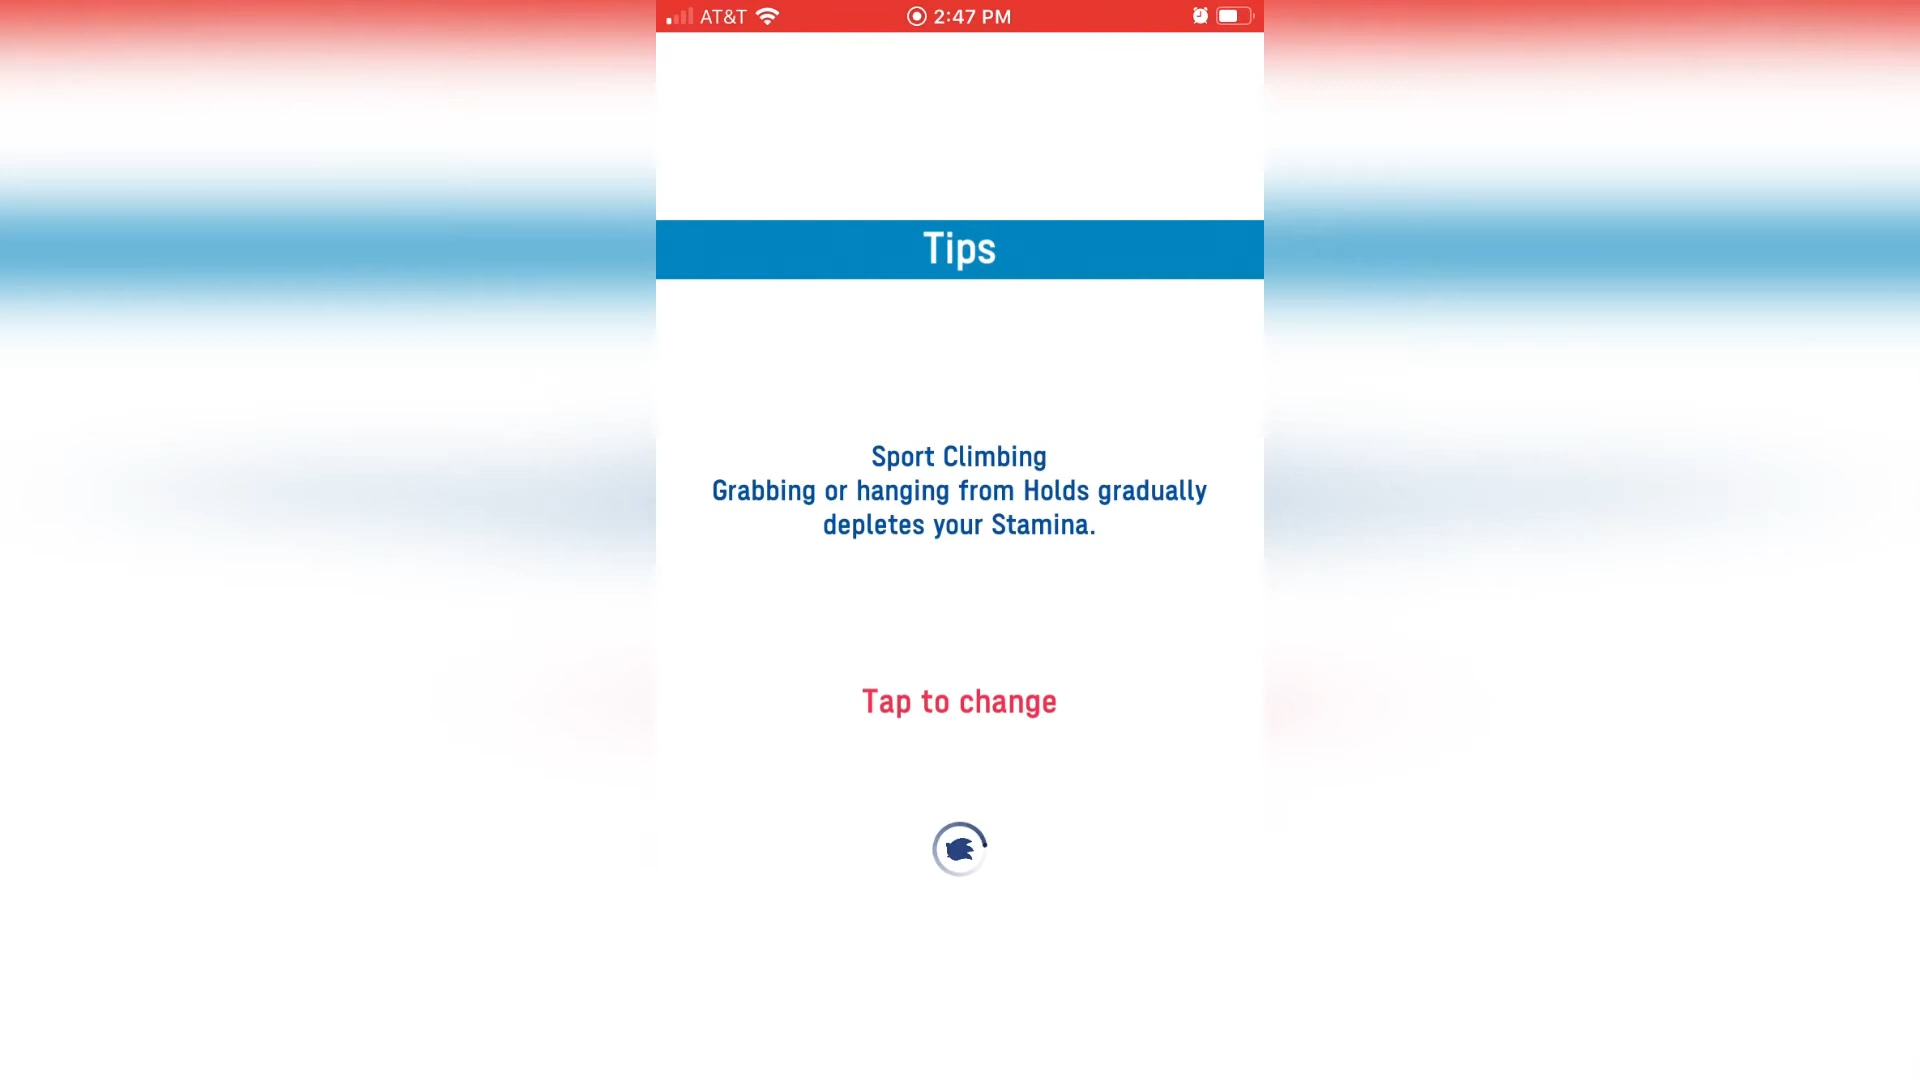 AT&T 2:47 PM
Tips
Sport Climbing
Grabbing or hanging from Holds gradually
depletes your Stamina.
Tap to change